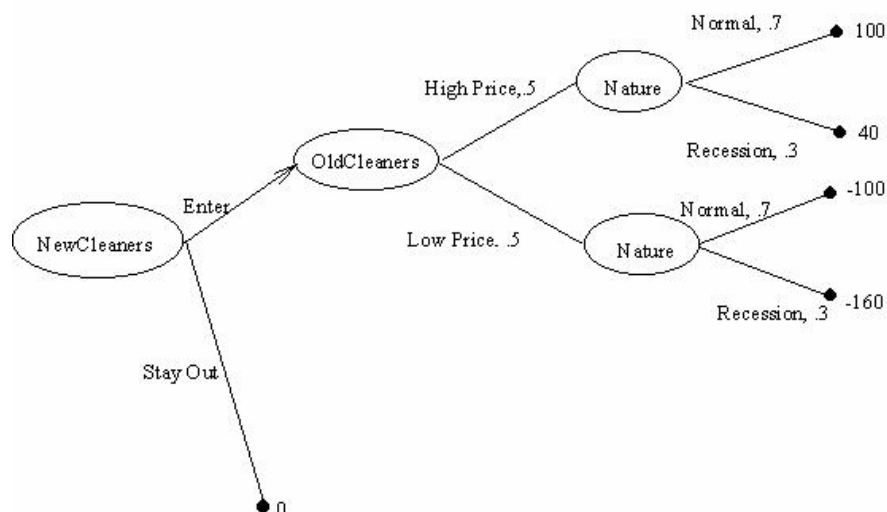 Normal, .7
100
High Price,.5
Nature
40
Recession, .3
OldCleaners
-100
Enter
Normal, .7
NewCleaners
Low Price. .5
Nature
-160
Recession, .3
Stay Out
0